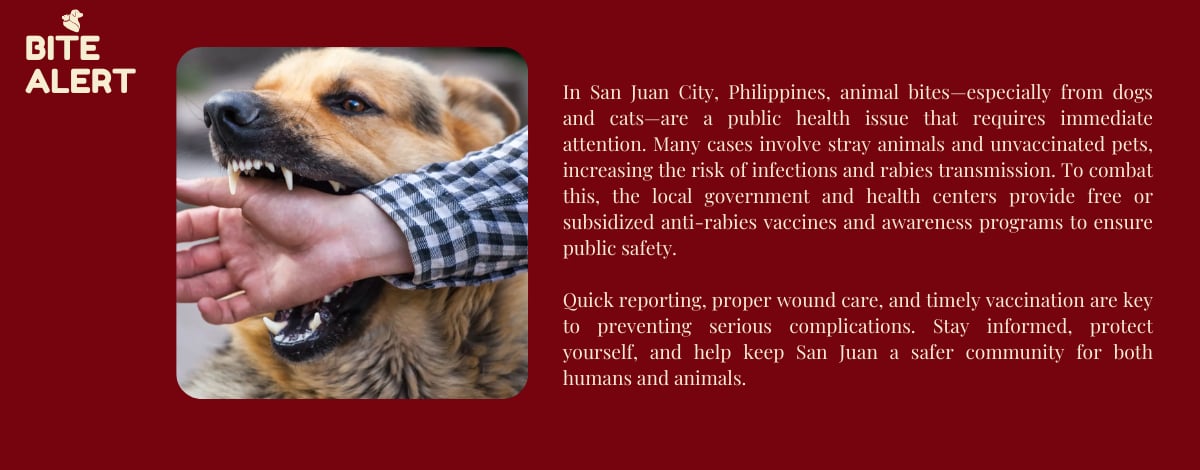 BITE
ALERT
In San Juan City, Philippines, animal bites—especially from dogs
and cats—are a public health issue that requires immediate
attention. Many cases involve stray animals and unvaccinated pets,
increasing the risk of infections and rabies transmission. To combat
this, the local government and health centers provide free or
subsidized anti-rabies vaccines and awareness programs to ensure
public safety.
Quick reporting, proper wound care, and timely vaccination are key
to preventing serious complications. Stay informed, protect
yourself, and help keep San Juan a safer community for both
humans and animals.